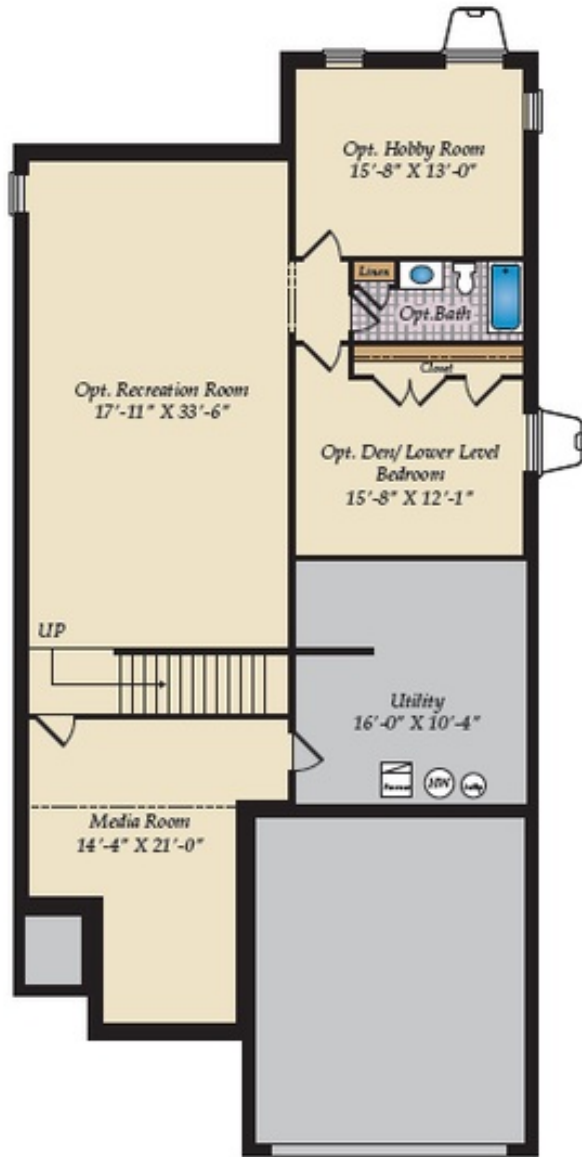 Opt. Hobby Room
15'-8" X 13'-0"
Linen
Opt.Bath
Closet
Opt. Recreation Room
17'-11" X 33'-6"
Opt. Den/ Lower Level
Bedroom
15'-8" X 12'-1"
UP
Utility
16'-0" X 10'-4"
Media Room
14'-4" X 21'-0"